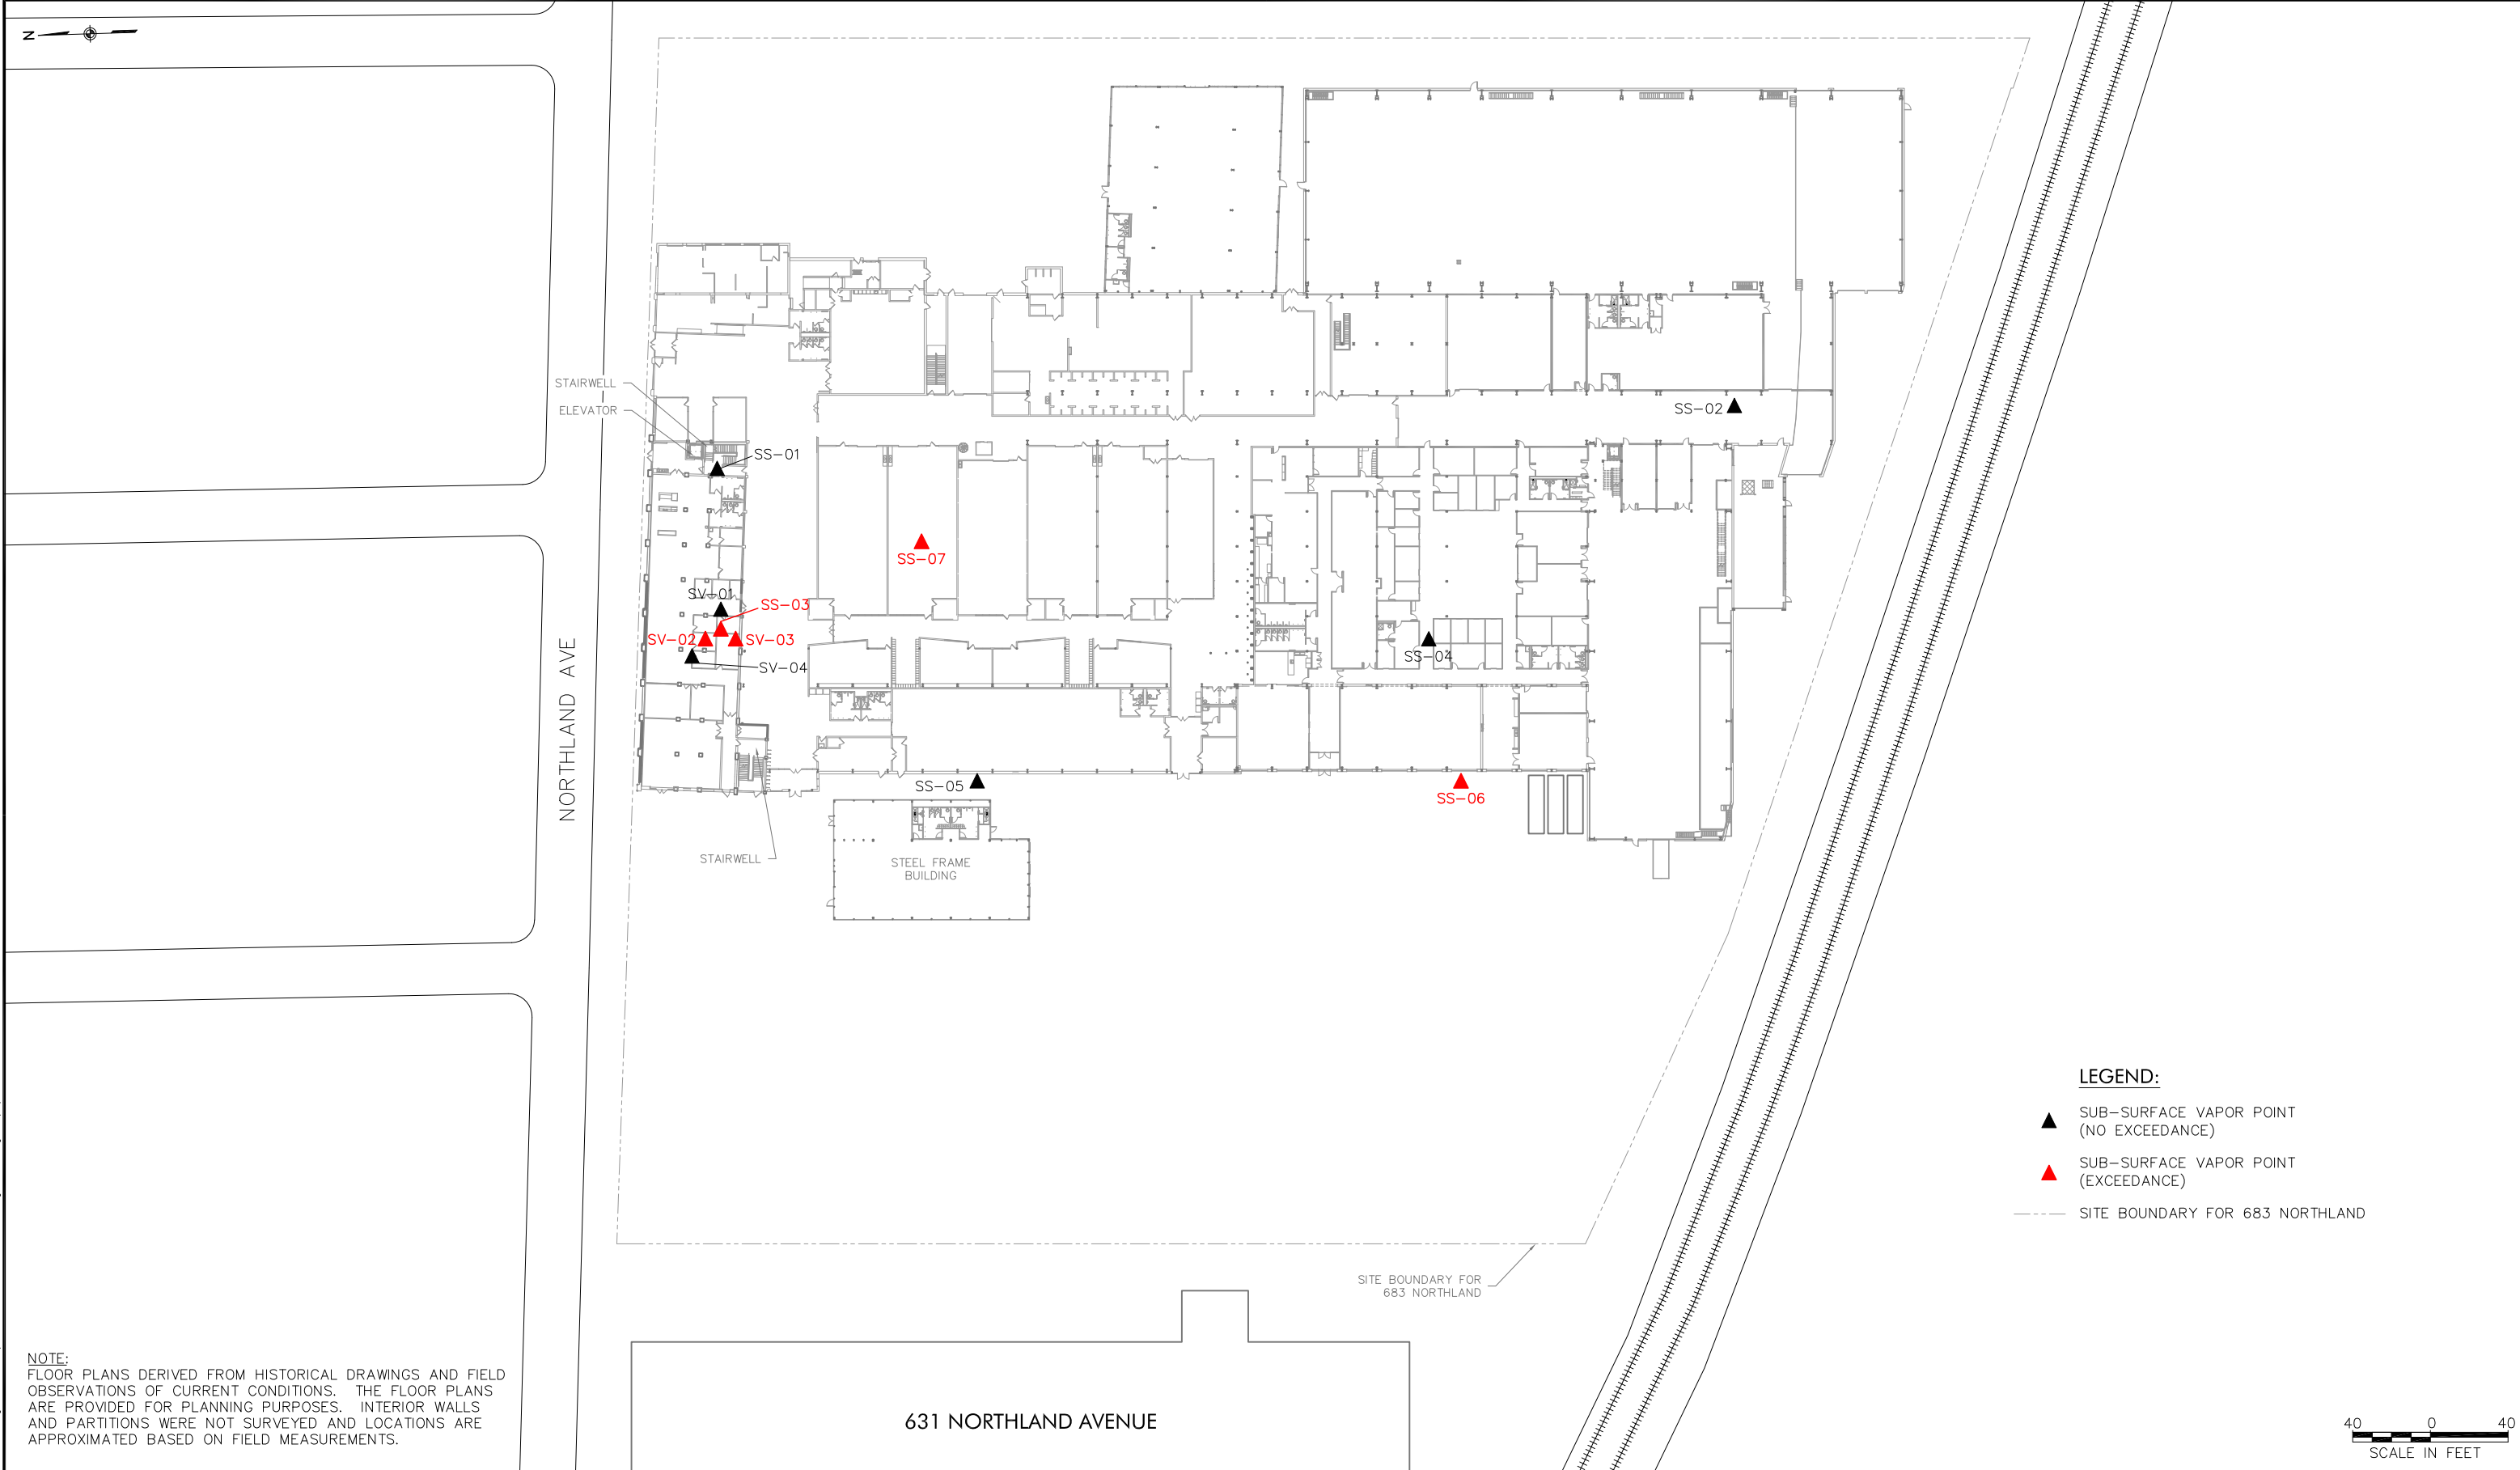 N
STAIRWELL
ELEVATOR
SS-01
SS-02
SS-07
SV-01
SS-03
SV-02
SV-03
SV-04
SS-04
NORTHLAND AVE
SS-05
SS-06
STAIRWELL
STEEL FRAME
BUILDING
LEGEND:
SUB-SURFACE VAPOR POINT
(NO EXCEEDANCE)
SUB-SURFACE VAPOR POINT
(EXCEEDANCE)
SITE BOUNDARY FOR 683 NORTHLAND
SITE BOUNDARY FOR
683 NORTHLAND
NOTE:
FLOOR PLANS DERIVED FROM HISTORICAL DRAWINGS AND FIELD
OBSERVATIONS OF CURRENT CONDITIONS. THE FLOOR PLANS
ARE PROVIDED FOR PLANNING PURPOSES. INTERIOR WALLS
AND PARTITIONS WERE NOT SURVEYED AND LOCATIONS ARE
APPROXIMATED BASED ON FIELD MEASUREMENTS.
631 NORTHLAND AVENUE
40 0 40
SCALE IN FEET